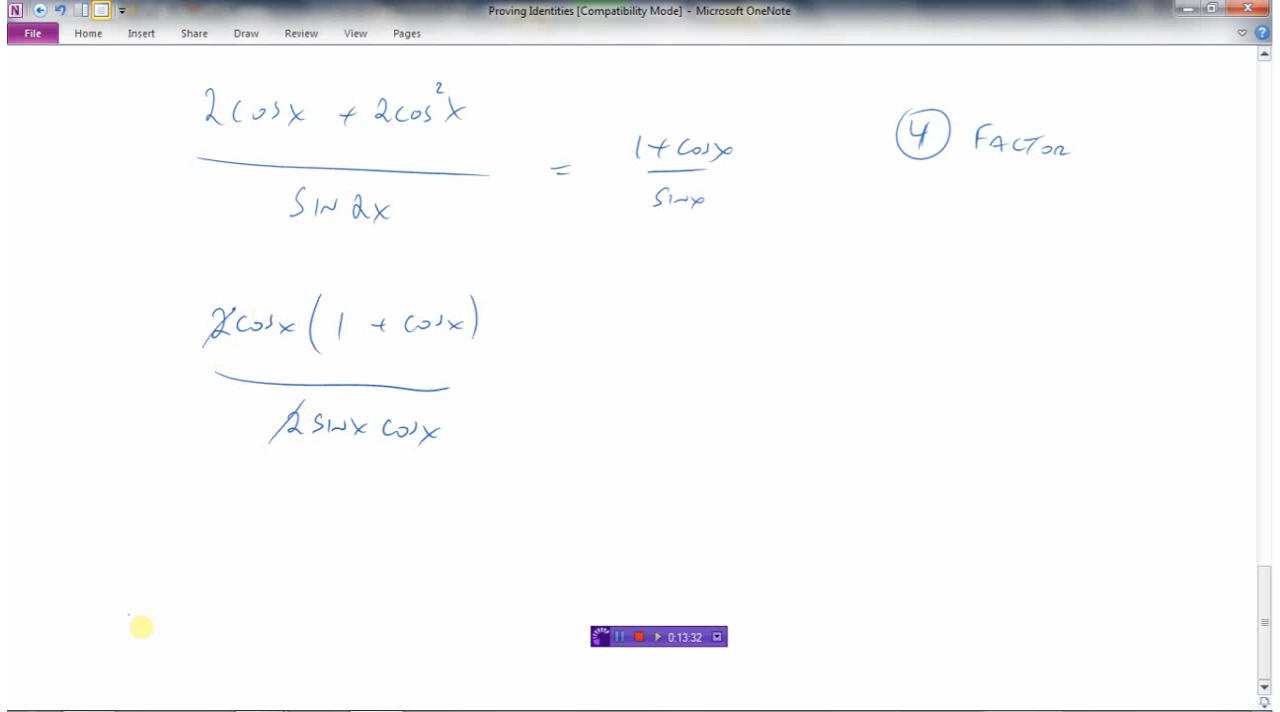 Proving Identities [Compatibility Mode] - Microsoft OneNote
File Home Insert Share Draw Review View Pages
2cosx + 2cos²x
sin 2x
=
1 + cosx
sinx
4 FACTOR
2cosx (1 + cosx)
2 sinx cosx
0:13:32